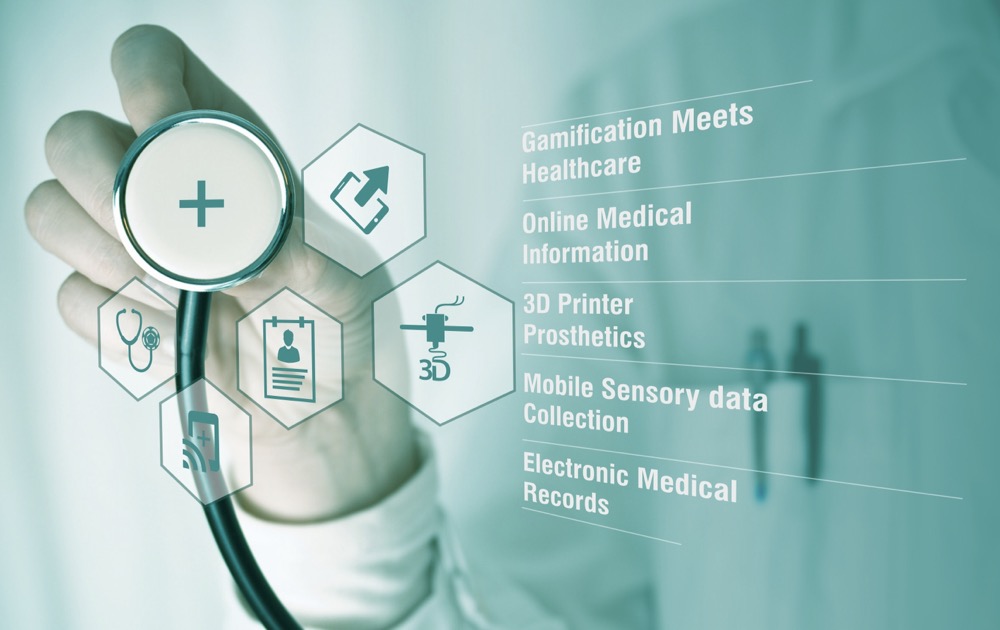 Gamification Meets
Healthcare
Online Medical
Information
3D Printer
Prosthetics
Mobile Sensory data
Collection
Electronic Medical
Records
3D